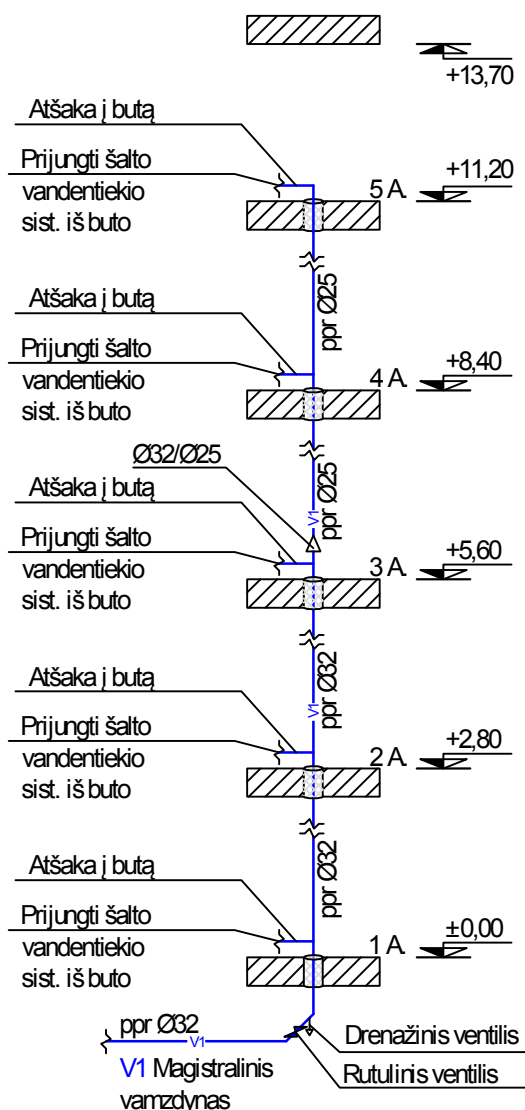 +13,70
Atšaka į butą
Prijungti šalto
vandentiekio
sist. iš buto
5 A.
+11,20
ppr Ø25
Atšaka į butą
Prijungti šalto
vandentiekio
sist. iš buto
4 A.
+8,40
Ø32/Ø25
V1
ppr Ø25
Atšaka į butą
Prijungti šalto
vandentiekio
sist. iš buto
3 A.
+5,60
V1
ppr Ø32
Atšaka į butą
Prijungti šalto
vandentiekio
sist. iš buto
2 A.
+2,80
ppr Ø32
Atšaka į butą
Prijungti šalto
vandentiekio
sist. iš buto
1 A.
±0,00
ppr Ø32
V1
V1 Magistralinis
vamzdynas
Drenažinis ventilis
Rutulinis ventilis